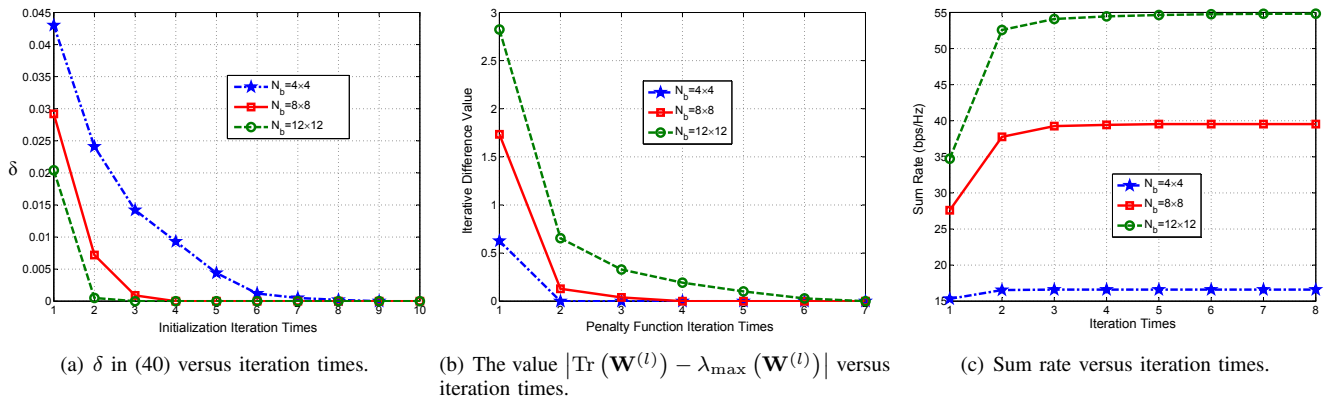 0.045
0.04
0.035
0.03
0.025
0.02
0.015
0.01
0.005
0
δ
1 2 3 4 5 6 7 8 9 10
Initialization Iteration Times
N_b=4×4
N_b=8×8
N_b=12×12
(a) δ in (40) versus iteration times.
3
2.5
2
1.5
1
0.5
0
Iterative Difference Value
1 2 3 4 5 6 7
Penalty Function Iteration Times
N_b=4×4
N_b=8×8
N_b=12×12
(b) The value |Tr (W^(l)) − λ_max (W^(l))| versus
iteration times.
55
50
45
40
35
30
25
20
15
Sum Rate (bps/Hz)
1 2 3 4 5 6 7 8
Iteration Times
N_b=4×4
N_b=8×8
N_b=12×12
(c) Sum rate versus iteration times.